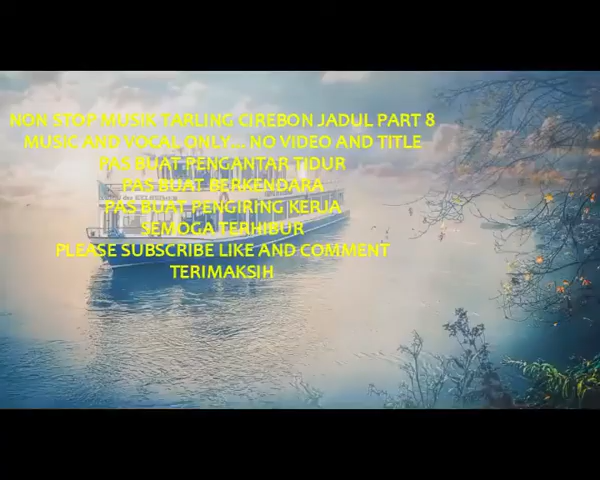 NON STOP MUSIK TARLING CIREBON JADUL PART 8
MUSIC AND VOCAL ONLY... NO VIDEO AND TITLE
PAS BUAT PENGANTAR TIDUR
PAS BUAT BERKENDARA
PAS BUAT PENGIRING KERJA
SEMOGA TERHIBUR
PLEASE SUBSCRIBE LIKE AND COMMENT
TERIMAKSIH